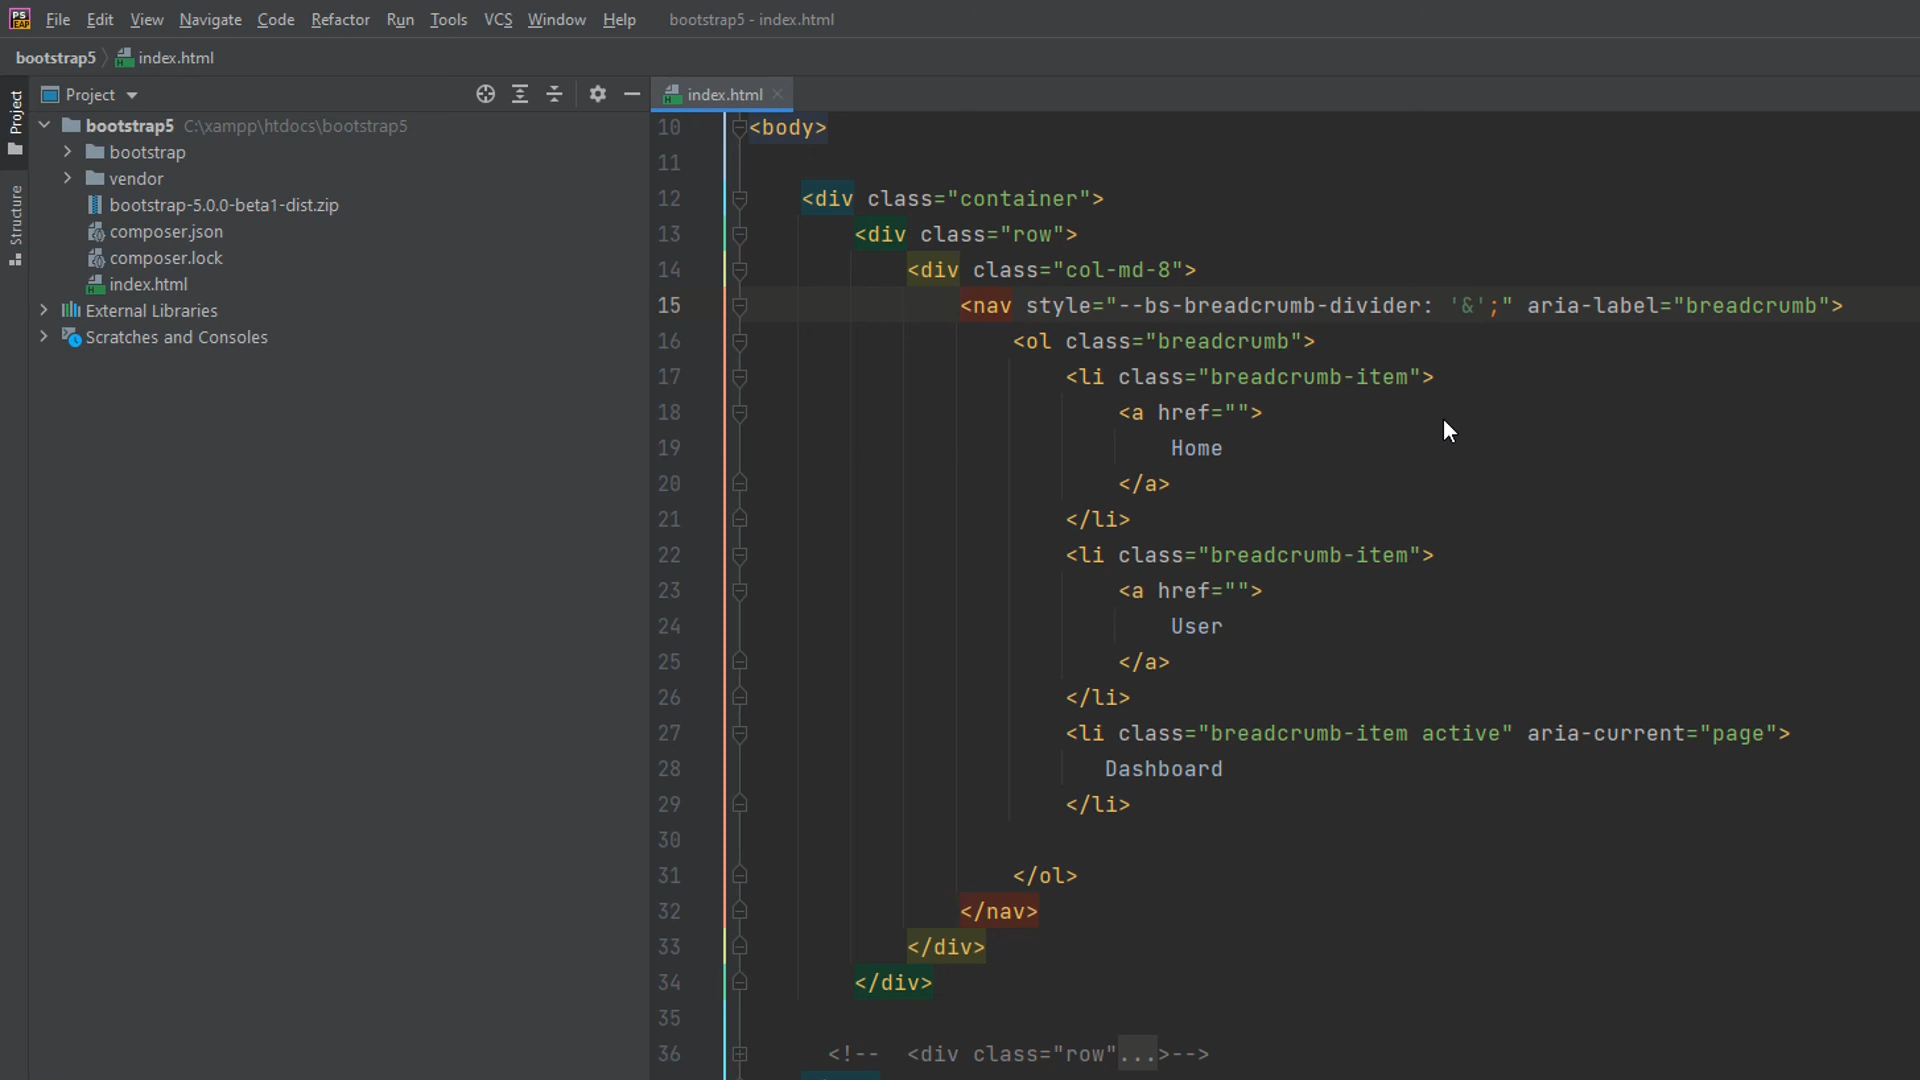 PS
EAP
File Edit View Navigate Code Refactor Run Tools VCS Window Help bootstrap5 - index.html
bootstrap5 index.html
Project
index.html
Project
Structure
bootstrap5 C:\xampp\htdocs\bootstrap5
bootstrap
vendor
bootstrap-5.0.0-beta1-dist.zip
composer.json
composer.lock
index.html
External Libraries
Scratches and Consoles
10 <body>
11
12 <div class="container">
13 <div class="row">
14 <div class="col-md-8">
15 <nav style="--bs-breadcrumb-divider: '&';" aria-label="breadcrumb">
16 <ol class="breadcrumb">
17 <li class="breadcrumb-item">
18 <a href="">
19 Home
20 </a>
21 </li>
22 <li class="breadcrumb-item">
23 <a href="">
24 User
25 </a>
26 </li>
27 <li class="breadcrumb-item active" aria-current="page">
28 Dashboard
29 </li>
30
31 </ol>
32 </nav>
33 </div>
34 </div>
35
36 <!-- <div class="row"...>-->